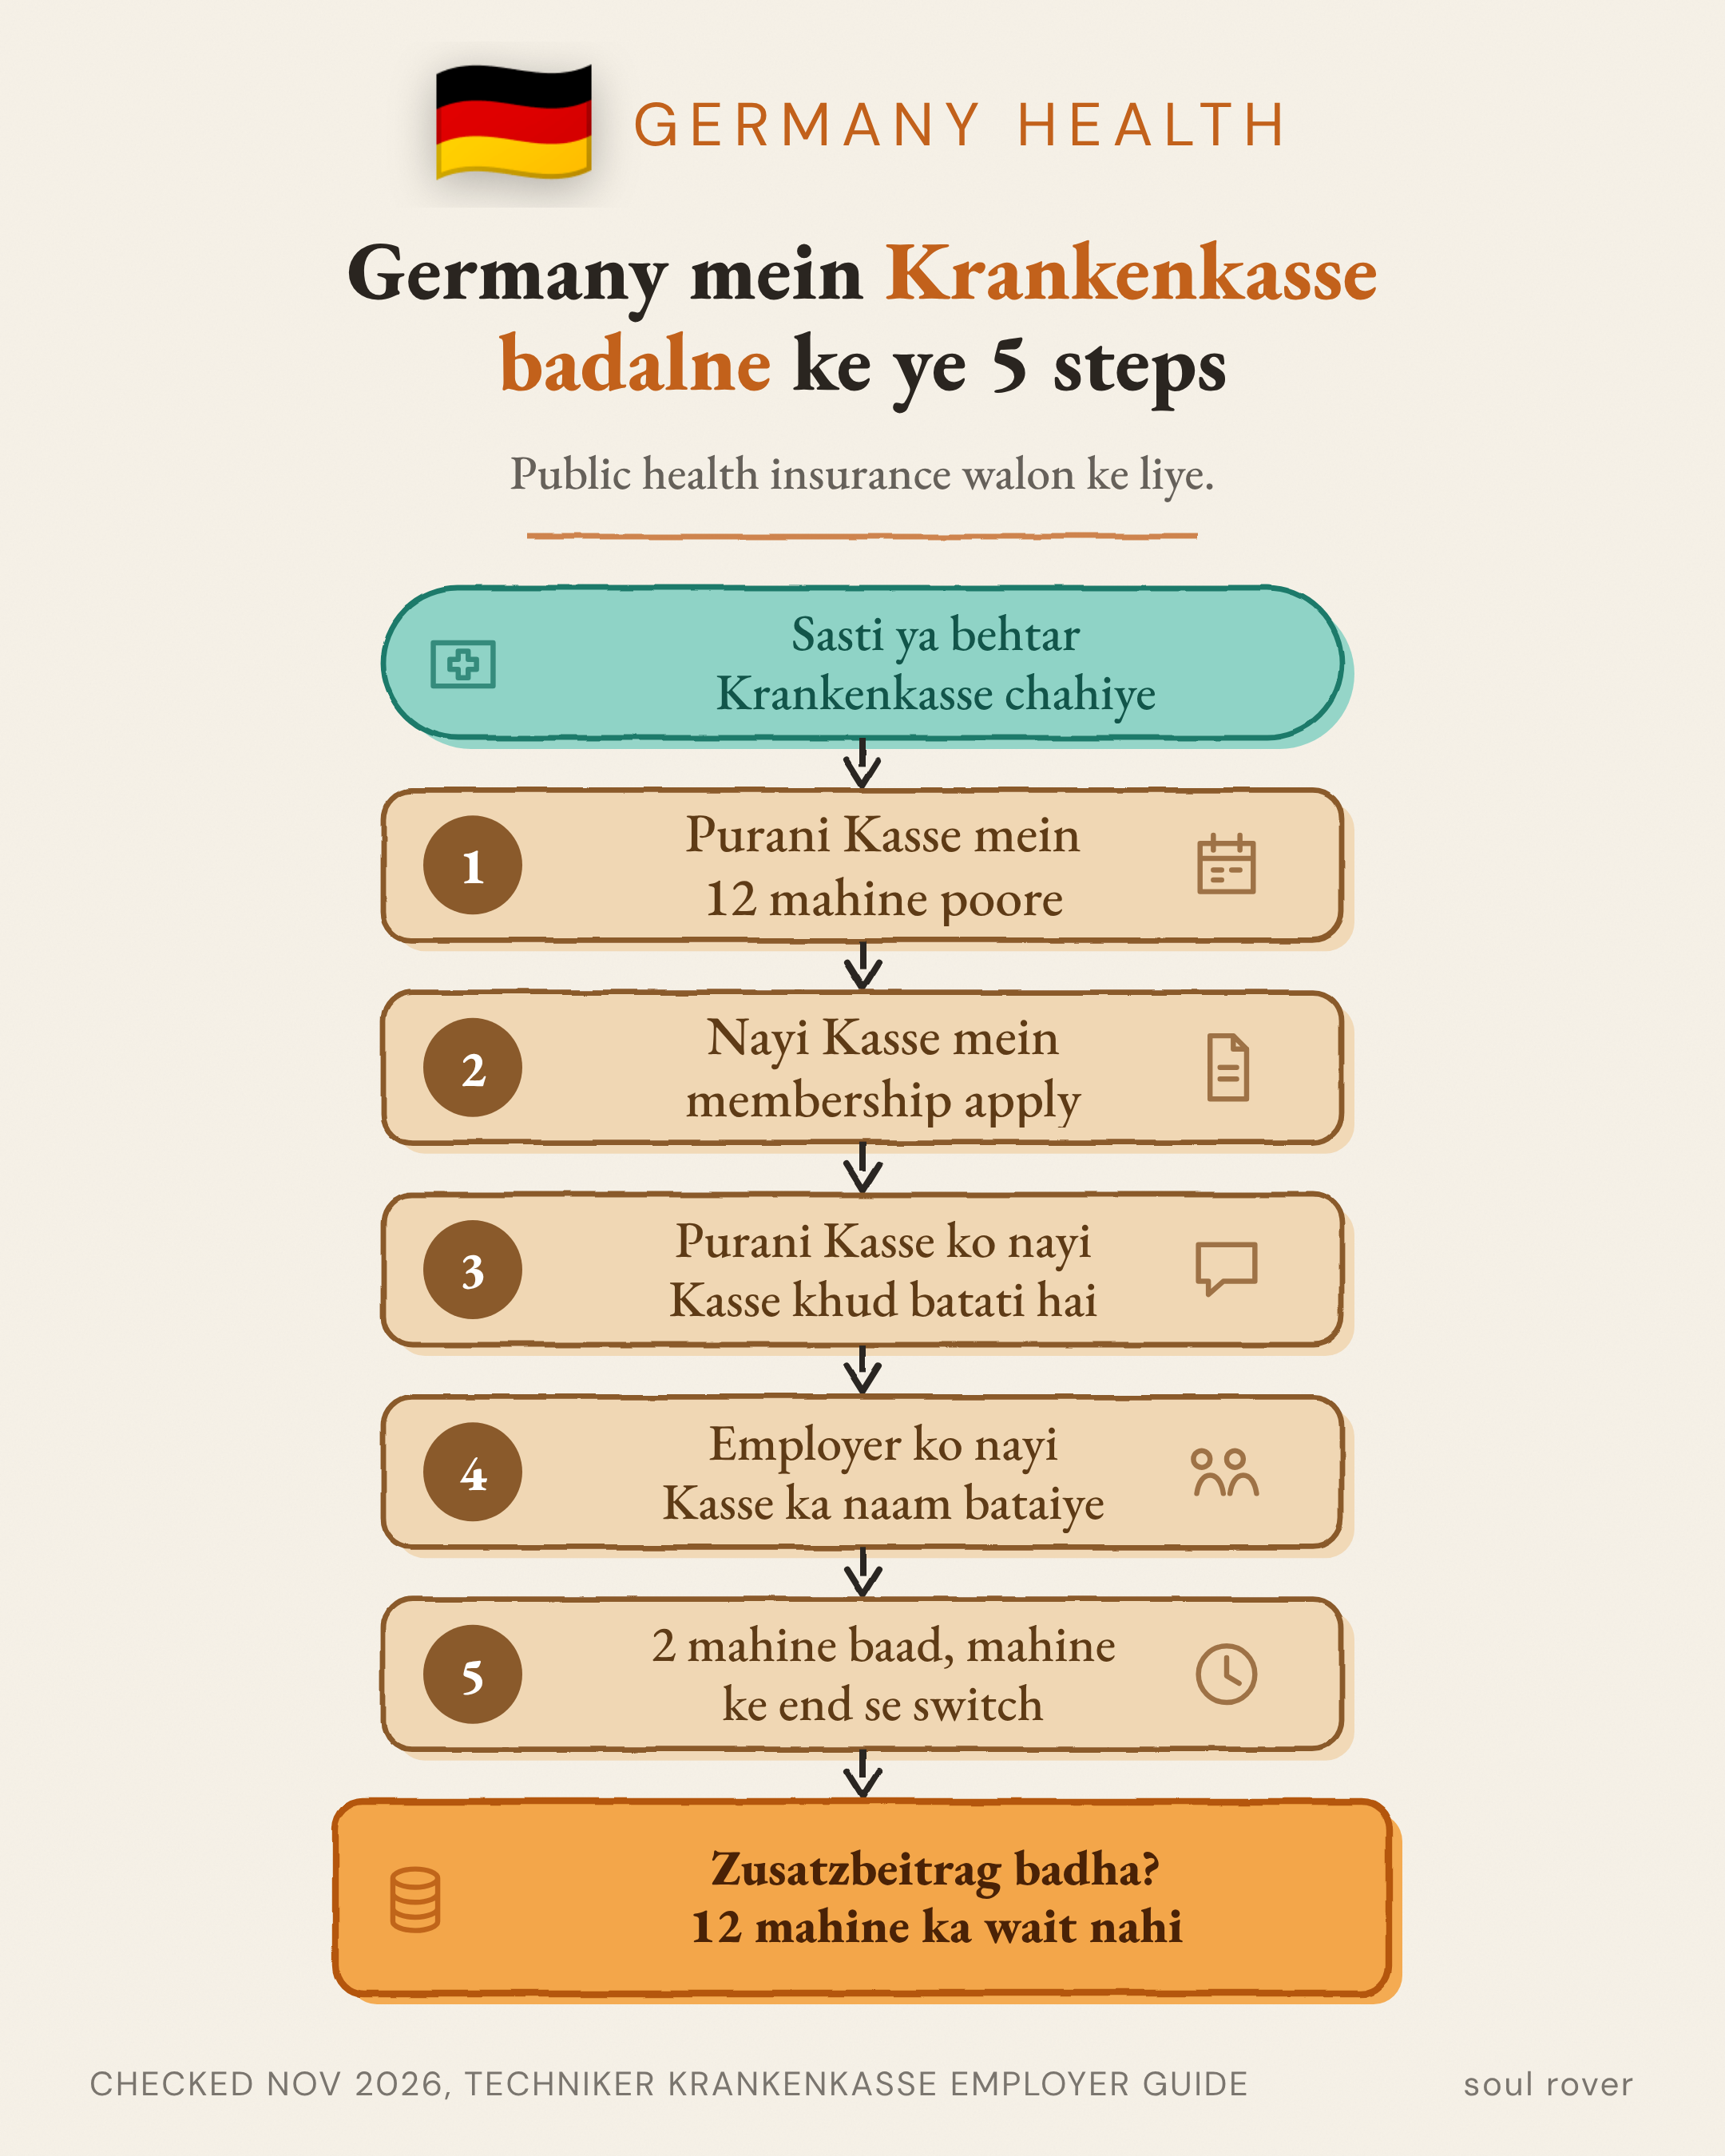 GERMANY HEALTH
Germany mein Krankenkasse
badalne ke ye 5 steps
Public health insurance walon ke liye.
Sasti ya behtar
Krankenkasse chahiye
1
Purani Kasse mein
12 mahine poore
2
Nayi Kasse mein
membership apply
3
Purani Kasse ko nayi
Kasse khud batati hai
4
Employer ko nayi
Kasse ka naam bataiye
5
2 mahine baad, mahine
ke end se switch
Zusatzbeitrag badha?
12 mahine ka wait nahi
CHECKED NOV 2026, TECHNIKER KRANKENKASSE EMPLOYER GUIDE
soul rover